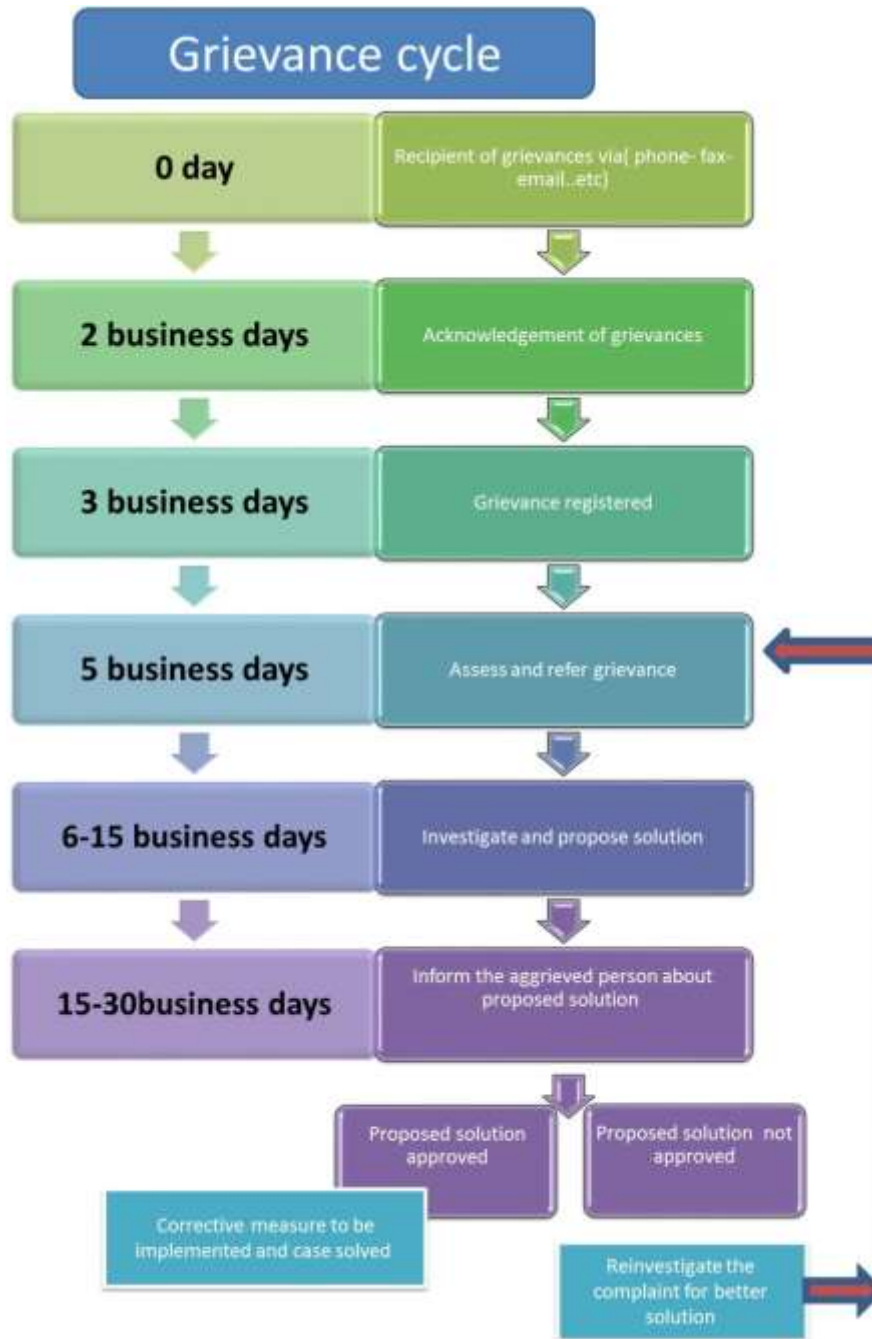 Grievance cycle
0 day
Recipient of grievances via( phone- fax-
email..etc)
2 business days
Acknowledgement of grievances
3 business days
Grievance registered
5 business days
Assess and refer grievance
6-15 business days
Investigate and propose solution
15-30business days
Inform the aggrieved person about
proposed solution
Proposed solution
approved
Proposed solution not
approved
Corrective measure to be
implemented and case solved
Reinvestigate the
complaint for better
solution